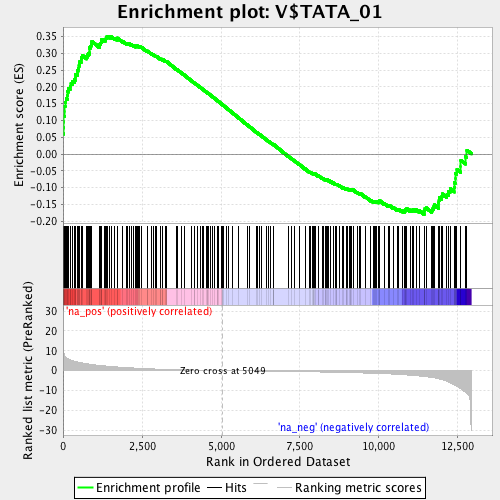 Enrichment plot: V$TATA_01
Enrichment score (ES)
0.35
0.30
0.25
0.20
0.15
0.10
0.05
0.00
-0.05
-0.10
-0.15
-0.20
'na_pos' (positively correlated)
Ranked list metric (PreRanked)
30
20
10
0
-10
-20
-30
Zero cross at 5049
'na_neg' (negatively correlated)
0
2,500
5,000
7,500
10,000
12,500
Rank in Ordered Dataset
Enrichment profile
Hits
Ranking metric scores